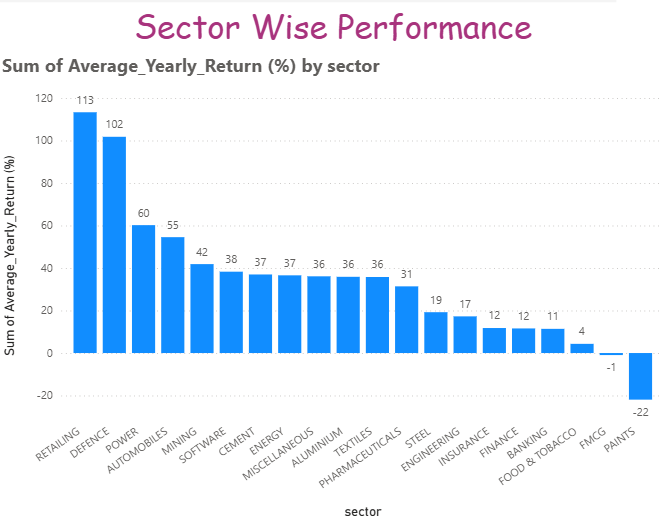 Sector Wise Performance
Sum of Average_Yearly_Return (%) by sector
Sum of Average_Yearly_Return (%)
120
100
80
60
40
20
0
-20
113
102
60
55
42
38
37
37
36
36
36
31
19
17
12
12
11
4
-1
-22
RETAILING
DEFENCE
POWER
AUTOMOBILES
MINING
SOFTWARE
CEMENT
ENERGY
MISCELLANEOUS
ALUMINIUM
TEXTILES
PHARMACEUTICALS
STEEL
ENGINEERING
INSURANCE
FINANCE
BANKING
FOOD & TOBACCO
FMCG
PAINTS
sector